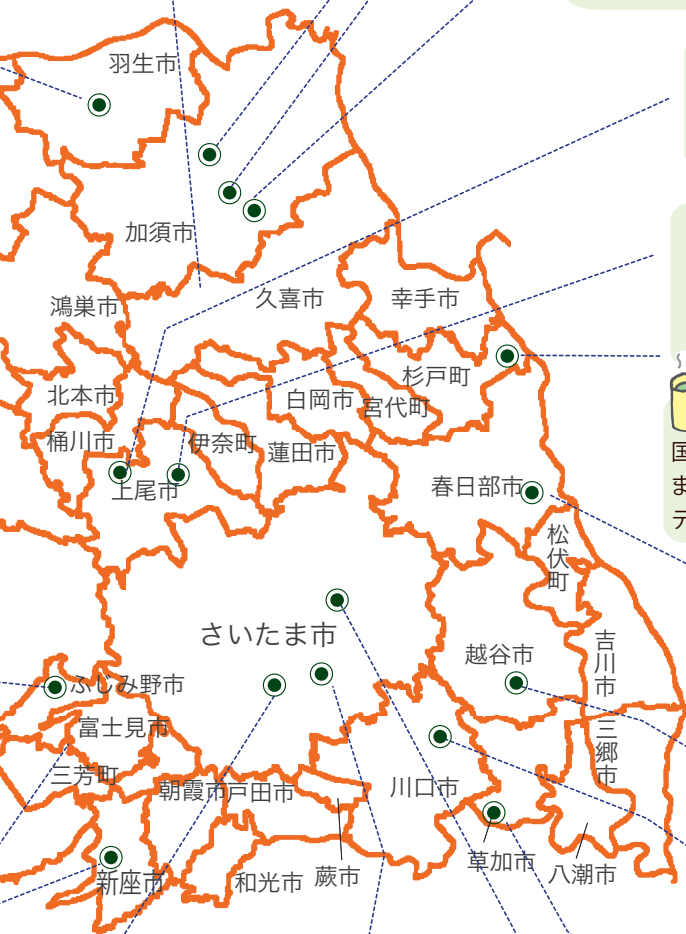 羽生市
加須市
鴻巣市
久喜市
幸手市
北本市
杉戸町
白岡市
宮代町
桶川市
伊奈町
蓮田市
上尾市
春日部市
松伏町
さいたま市
越谷市
吉川市
ふじみ野市
富士見市
三郷市
三芳町
朝霞市
戸田市
川口市
草加市
八潮市
蕨市
和光市
新座市
国
ま
デ